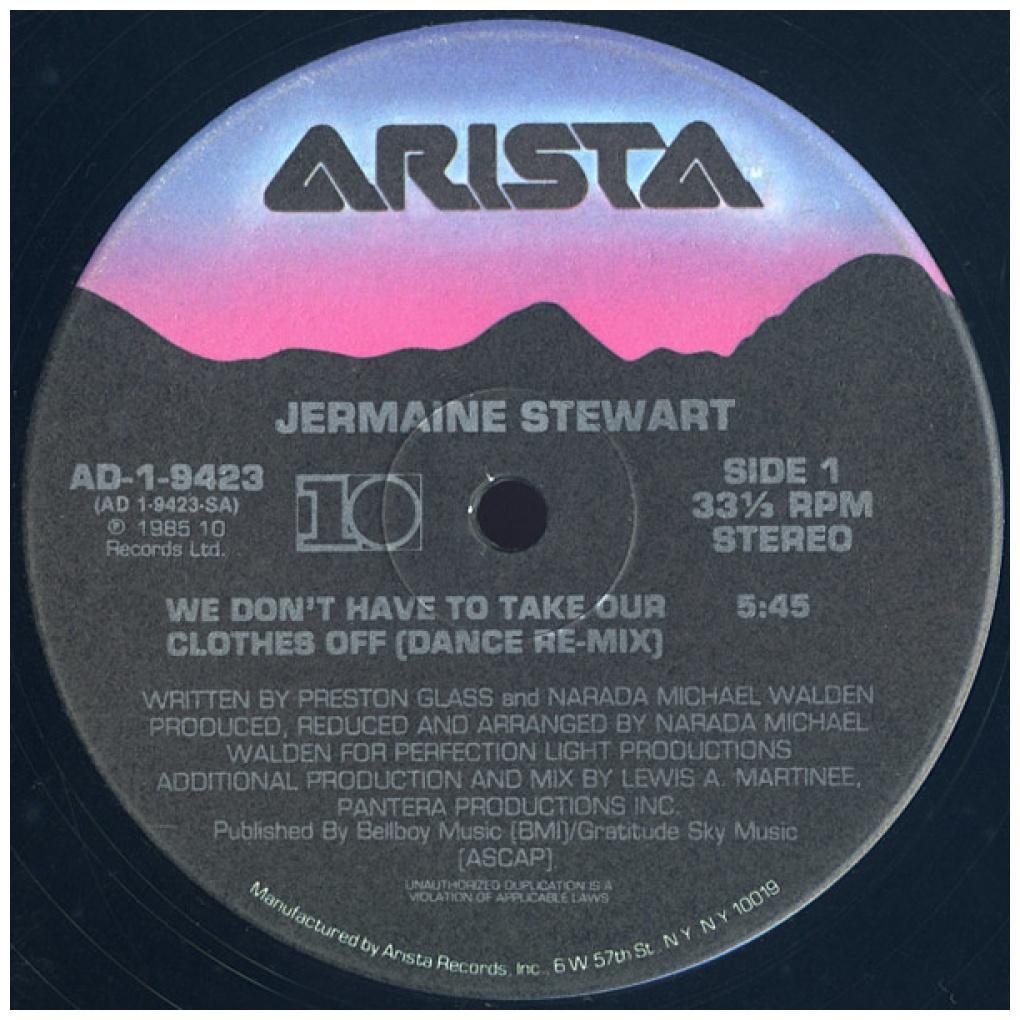 ARISTA
JERMAINE STEWART
AD-1-9423
(AD 1-9423-SA)
℗ 1985 10
Records Ltd.
10
SIDE 1
33⅓ RPM
STEREO
WE DON'T HAVE TO TAKE OUR 5:45
CLOTHES OFF (DANCE RE-MIX)
WRITTEN BY PRESTON GLASS and NARADA MICHAEL WALDEN
PRODUCED, REDUCED AND ARRANGED BY NARADA MICHAEL
WALDEN FOR PERFECTION LIGHT PRODUCTIONS
ADDITIONAL PRODUCTION AND MIX BY LEWIS A. MARTINEE,
PANTERA PRODUCTIONS INC.
Published By Bellboy Music (BMI)/Gratitude Sky Music
(ASCAP)
UNAUTHORIZED DUPLICATION IS A
VIOLATION OF APPLICABLE LAWS
Manufactured by Arista Records, Inc., 6 W 57th St., N Y N Y 10019